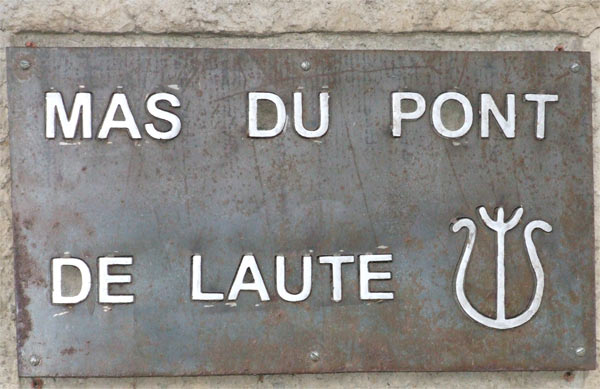 MAS DU PONT
DE LAUTE